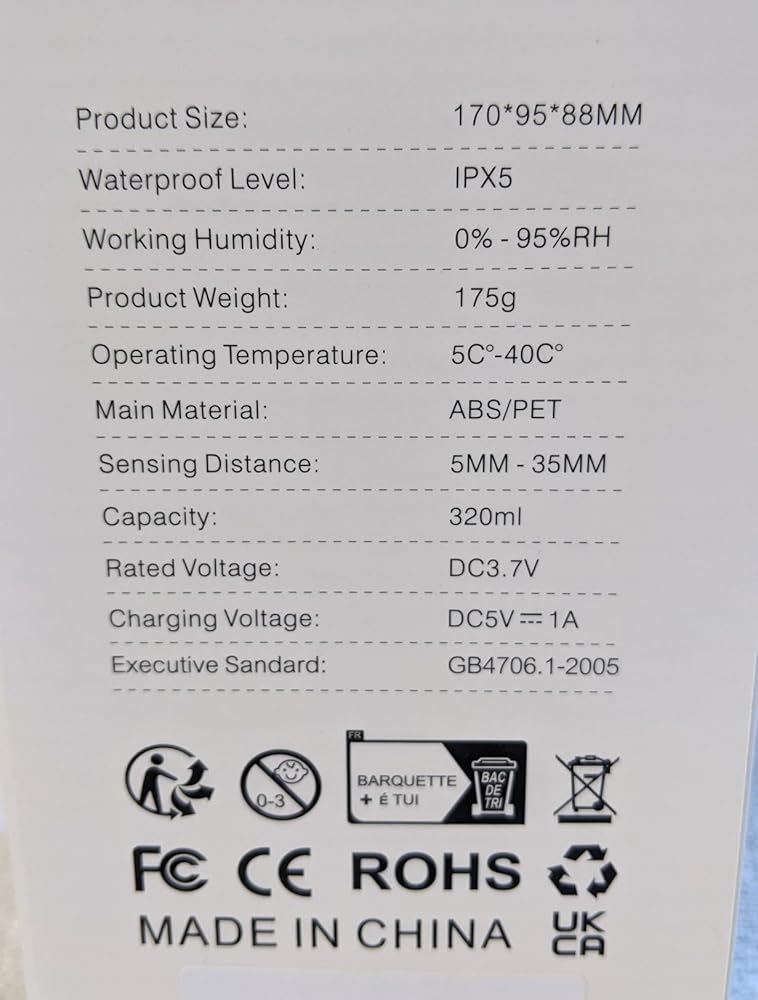 Product Size: 170*95*88MM
Waterproof Level: IPX5
Working Humidity: 0% - 95%RH
Product Weight: 175g
Operating Temperature: 5C°-40C°
Main Material: ABS/PET
Sensing Distance: 5MM - 35MM
Capacity: 320ml
Rated Voltage: DC3.7V
Charging Voltage: DC5V⎓1A
Executive Sandard: GB4706.1-2005
0-3
FR
BARQUETTE
+ É TUI
BAC
DE
TRI
FC CE ROHS
MADE IN CHINA
UK
CA